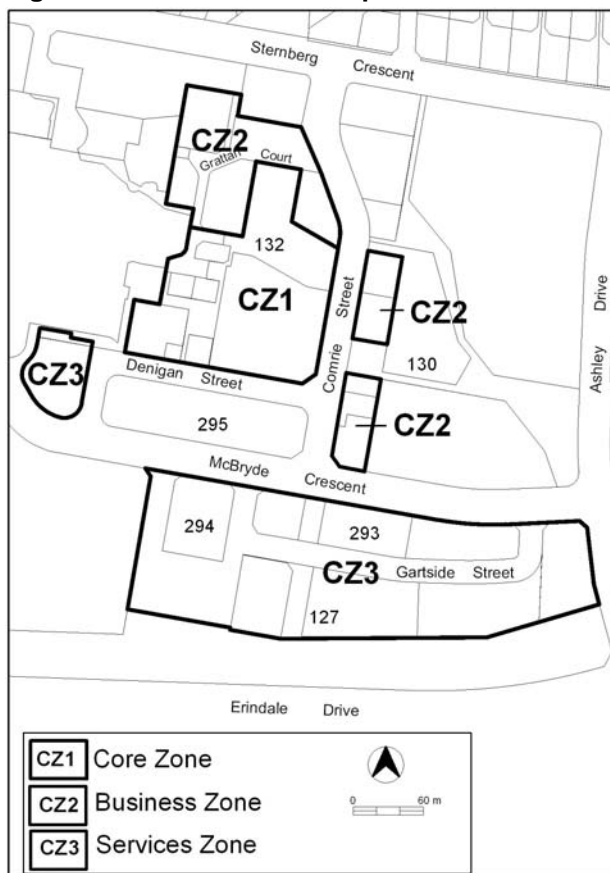 Sternberg Crescent
CZ2
Grattan Court
132
CZ1
Comrie Street
CZ2
Ashley Drive
130
CZ3
Denigan Street
295
CZ2
McBryde Crescent
294
293
CZ3
Gartside Street
127
Erindale Drive
CZ1 Core Zone
CZ2 Business Zone
CZ3 Services Zone
0 60 m